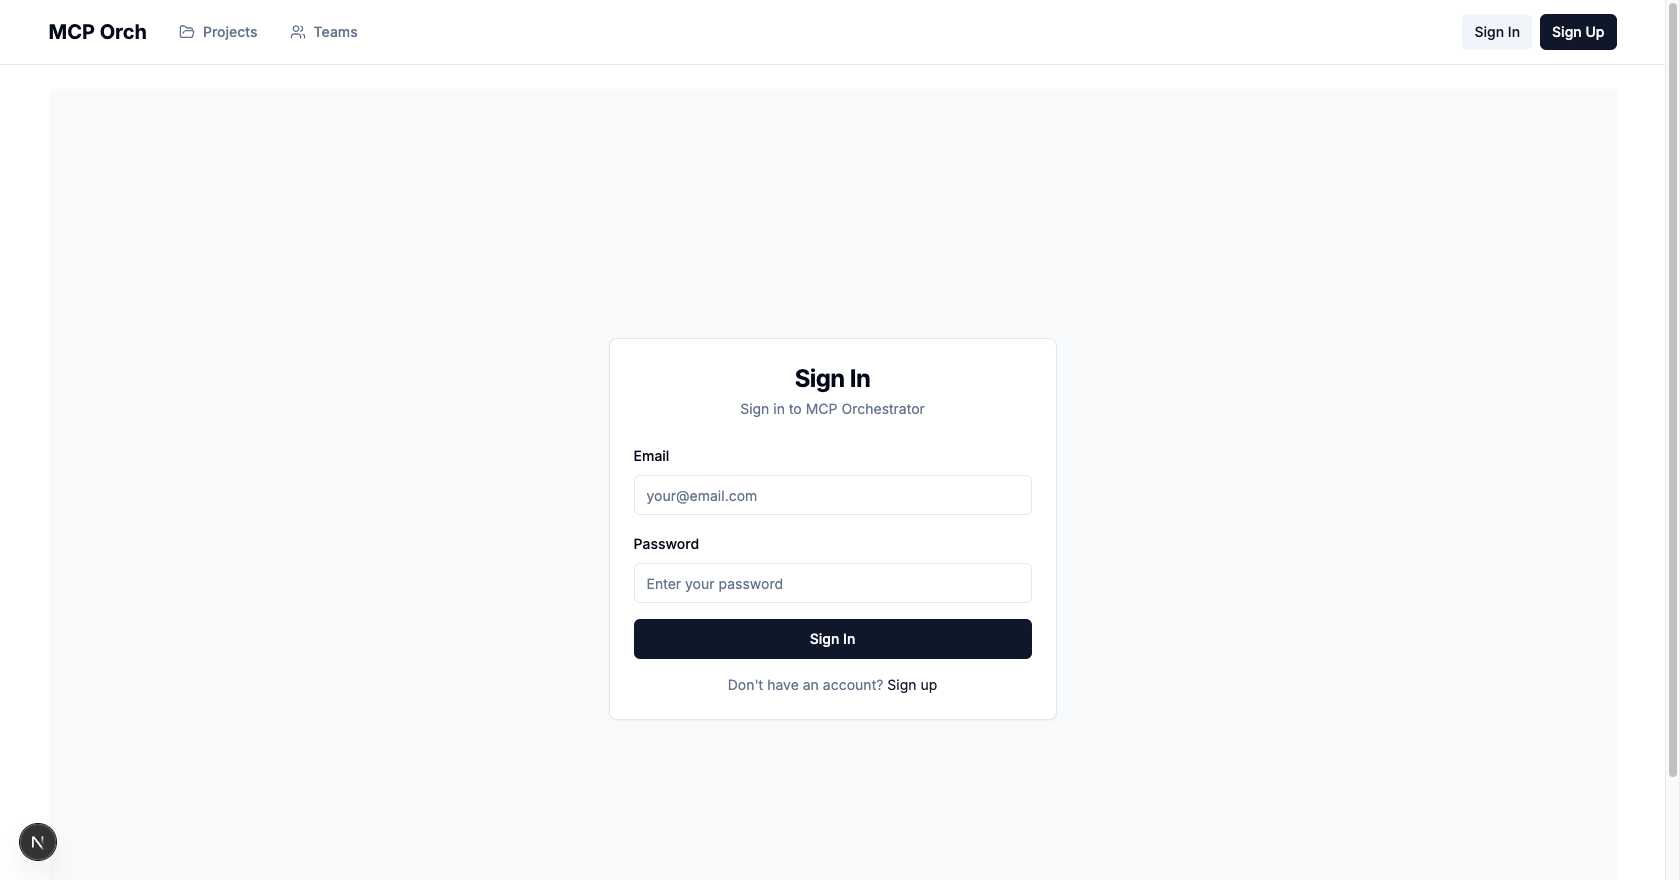 MCP Orch
Projects
Teams
Sign In
Sign Up
Sign In
Sign in to MCP Orchestrator
Email
your@email.com
Password
Enter your password
Sign In
Don't have an account? Sign up
N